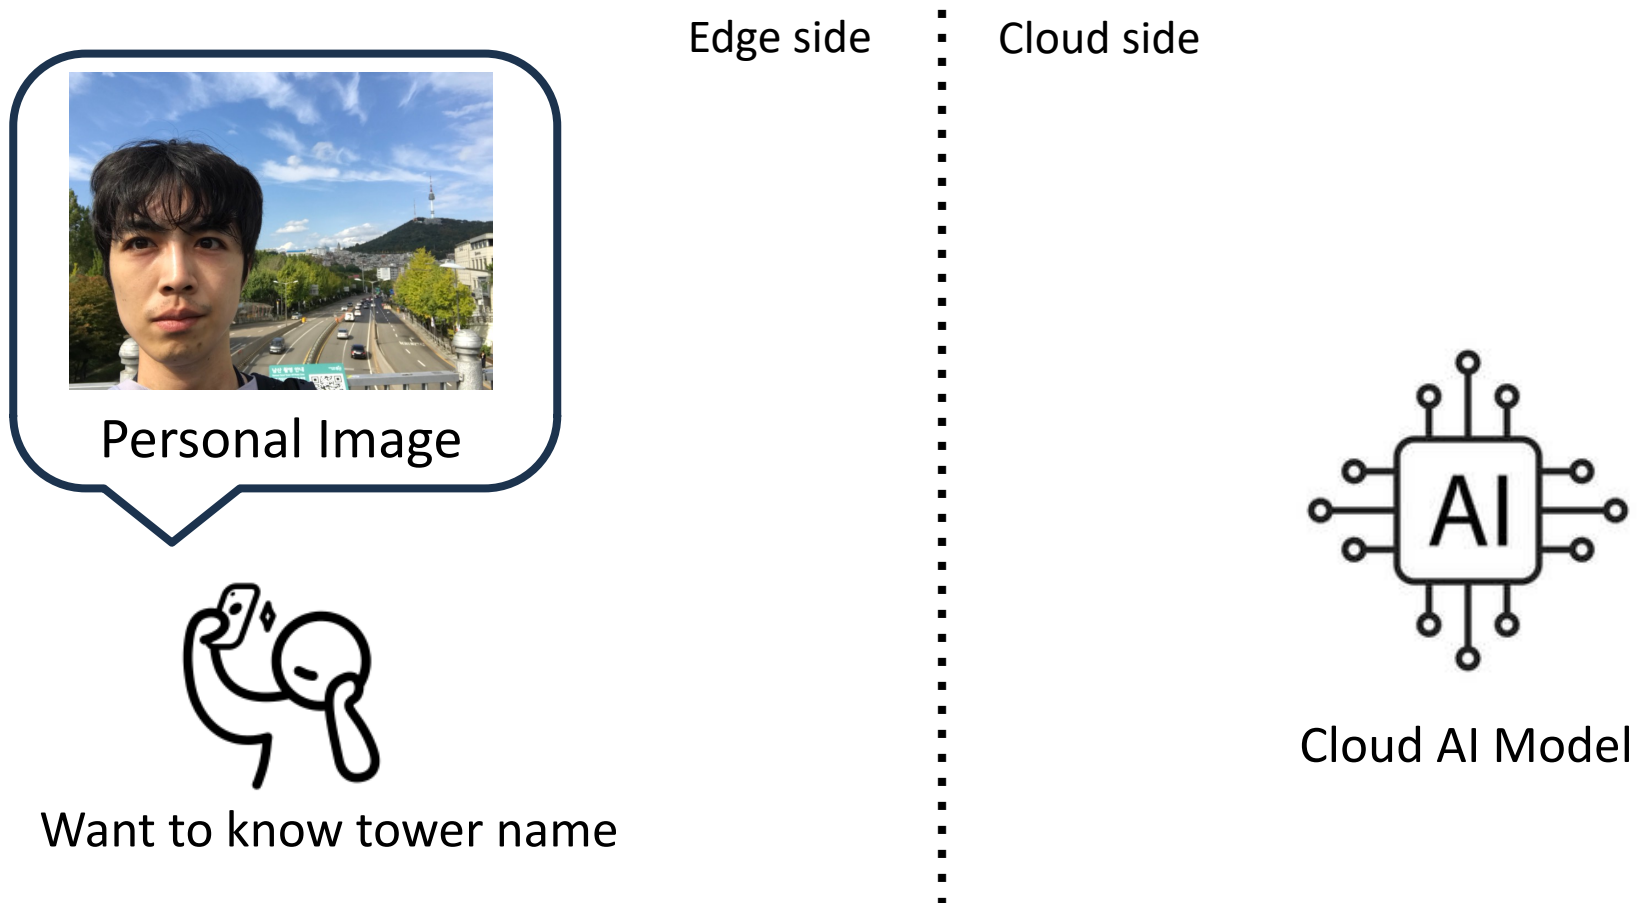 Edge side
Cloud side
Personal Image
AI
Cloud AI Model
Want to know tower name